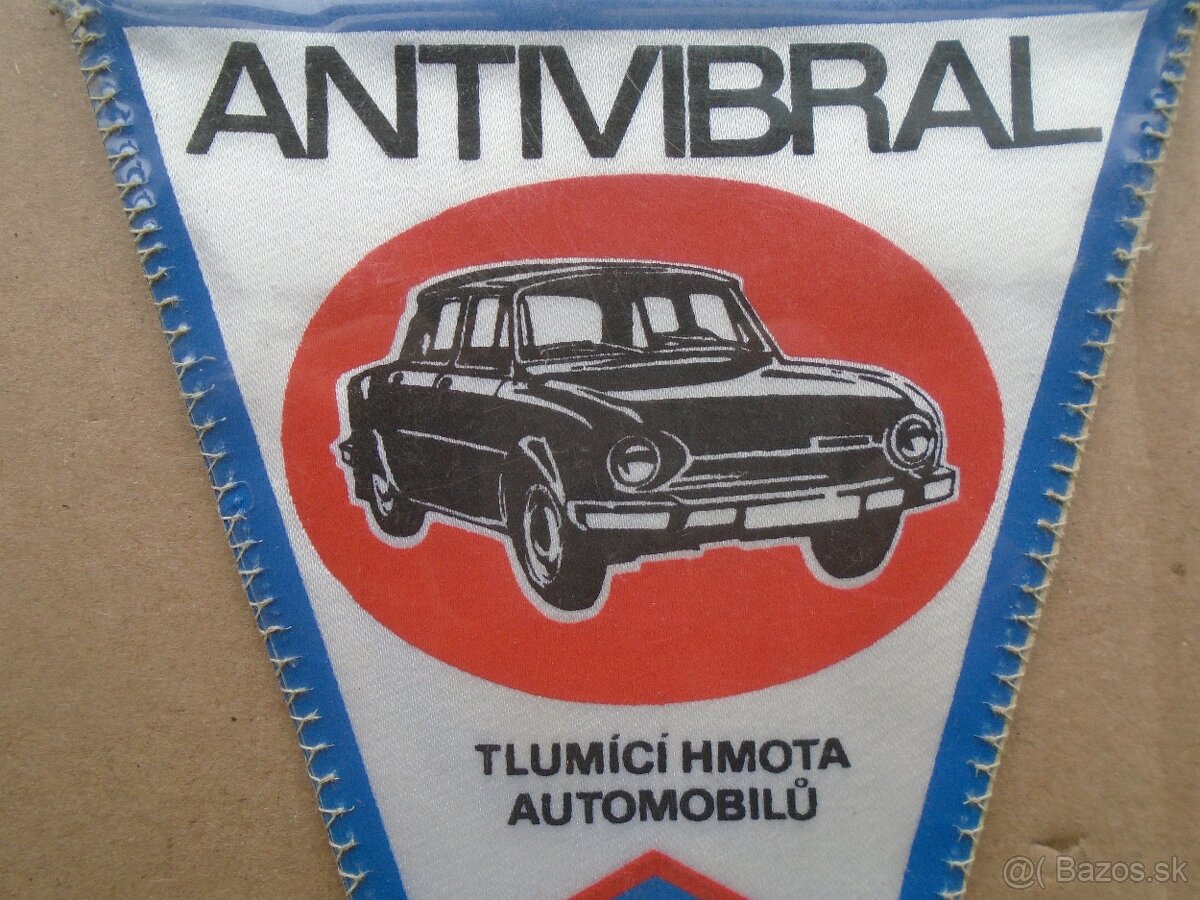 ANTIVIBRAL
TLUMÍCÍ HMOTA
AUTOMOBILŮ
@( Bazos.sk